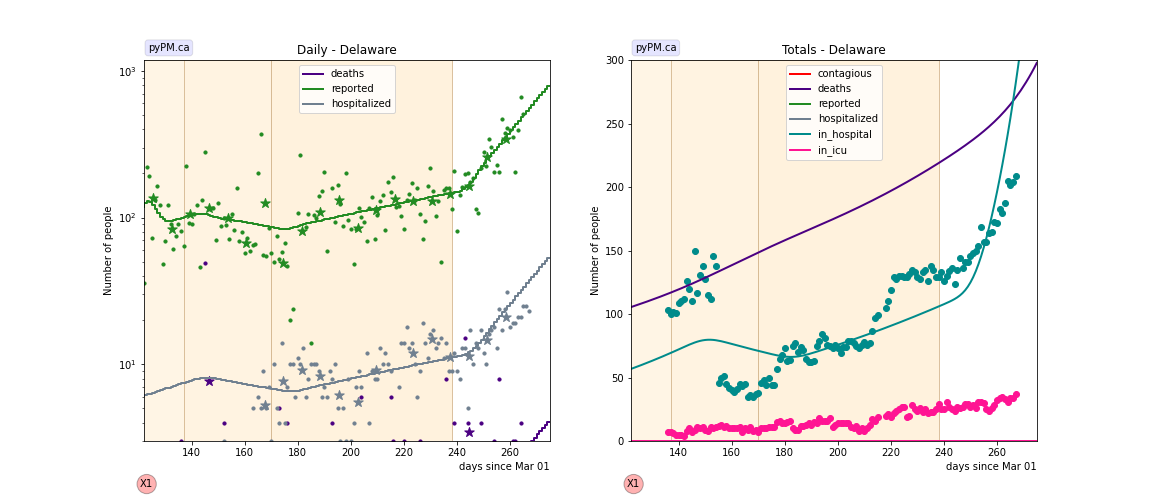 pyPM.ca
Daily - Delaware
deaths
reported
hospitalized
10³
10²
10¹
Number of people
140
160
180
200
220
240
260
days since Mar 01
X1
pyPM.ca
Totals - Delaware
contagious
deaths
reported
hospitalized
in_hospital
in_icu
300
250
200
150
100
50
0
Number of people
140
160
180
200
220
240
260
days since Mar 01
X1